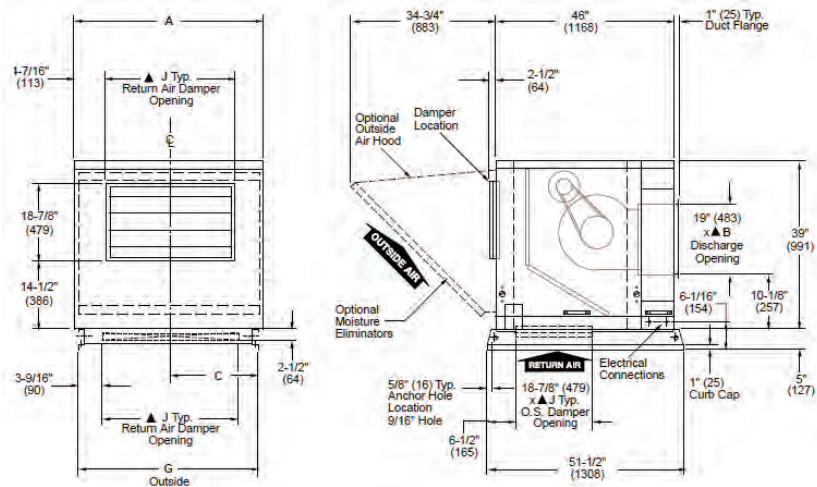 A
4-7/16"
(113)
▲ J Typ.
Return Air Damper
Opening
C
L
18-7/8"
(479)
14-1/2"
(386)
3-9/16"
(90)
C
2-1/2"
(64)
▲ J Typ.
Return Air Damper
Opening
G
Outside
34-3/4"
(883)
46"
(1168)
1" (25) Typ.
Duct Flange
2-1/2"
(64)
Optional
Outside
Air Hood
Damper
Location
OUTSIDE AIR
Optional
Moisture
Eliminators
19" (483)
x▲B
Discharge
Opening
39"
(991)
6-1/16"
(154)
10-1/8"
(257)
RETURN AIR
Electrical
Connections
5/8" (16) Typ.
Anchor Hole
Location
9/16" Hole
18-7/8" (479)
x▲J Typ.
O.S. Damper
Opening
1" (25)
Curb Cap
5"
(127)
6-1/2"
(165)
51-1/2"
(1308)